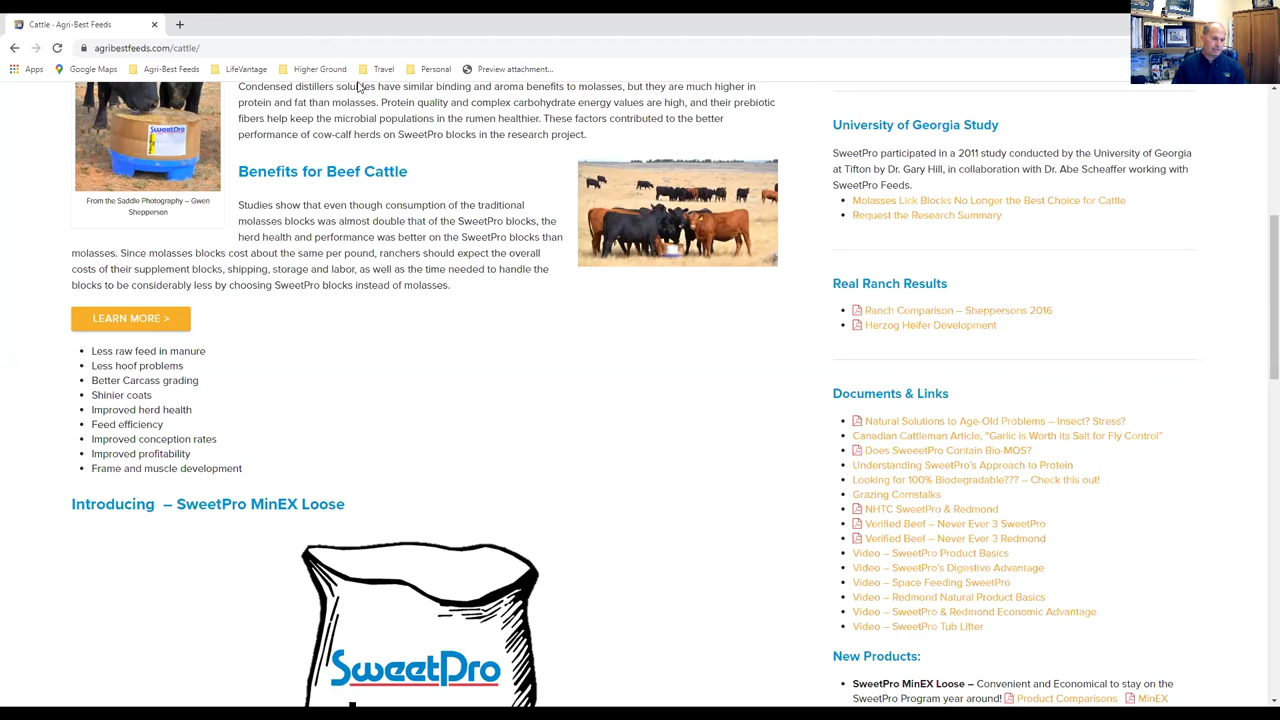 Cattle - Agri-Best Feeds
agribestfeeds.com/cattle/
Apps
Google Maps
Agri-Best Feeds
LifeVantage
Higher Ground
Travel
Personal
Preview attachment...
Condensed distillers solubles have similar binding and aroma benefits to molasses, but they are much higher in
protein and fat than molasses. Protein quality and complex carbohydrate energy values are high, and their prebiotic
fibers help keep the microbial populations in the rumen healthier. These factors contributed to the better
performance of cow-calf herds on SweetPro blocks in the research project.
SweetPro
From the Saddle Photography – Gwen
Shepperson
Benefits for Beef Cattle
Studies show that even though consumption of the traditional
molasses blocks was almost double that of the SweetPro blocks, the
herd health and performance was better on the SweetPro blocks than
molasses. Since molasses blocks cost about the same per pound, ranchers should expect the overall
costs of their supplement blocks, shipping, storage and labor, as well as the time needed to handle the
blocks to be considerably less by choosing SweetPro blocks instead of molasses.
LEARN MORE >
Less raw feed in manure
Less hoof problems
Better Carcass grading
Shinier coats
Improved herd health
Feed efficiency
Improved conception rates
Improved profitability
Frame and muscle development
Introducing – SweetPro MinEX Loose
SweetPro
University of Georgia Study
SweetPro participated in a 2011 study conducted by the University of Georgia
at Tifton by Dr. Gary Hill, in collaboration with Dr. Abe Scheaffer working with
SweetPro Feeds.
Molasses Lick Blocks No Longer the Best Choice for Cattle
Request the Research Summary
Real Ranch Results
Ranch Comparison – Sheppersons 2016
Herzog Heifer Development
Documents & Links
Natural Solutions to Age-Old Problems – Insect? Stress?
Canadian Cattleman Article, "Garlic is Worth its Salt for Fly Control"
Does SweeetPro Contain Bio-MOS?
Understanding SweetPro's Approach to Protein
Looking for 100% Biodegradable??? – Check this out!
Grazing Cornstalks
NHTC SweetPro & Redmond
Verified Beef – Never Ever 3 SweetPro
Verified Beef – Never Ever 3 Redmond
Video – SweetPro Product Basics
Video – SweetPro's Digestive Advantage
Video – Space Feeding SweetPro
Video – Redmond Natural Product Basics
Video – SweetPro & Redmond Economic Advantage
Video – SweetPro Tub Lifter
New Products:
SweetPro MinEX Loose – Convenient and Economical to stay on the
SweetPro Program year around! Product Comparisons MinEX